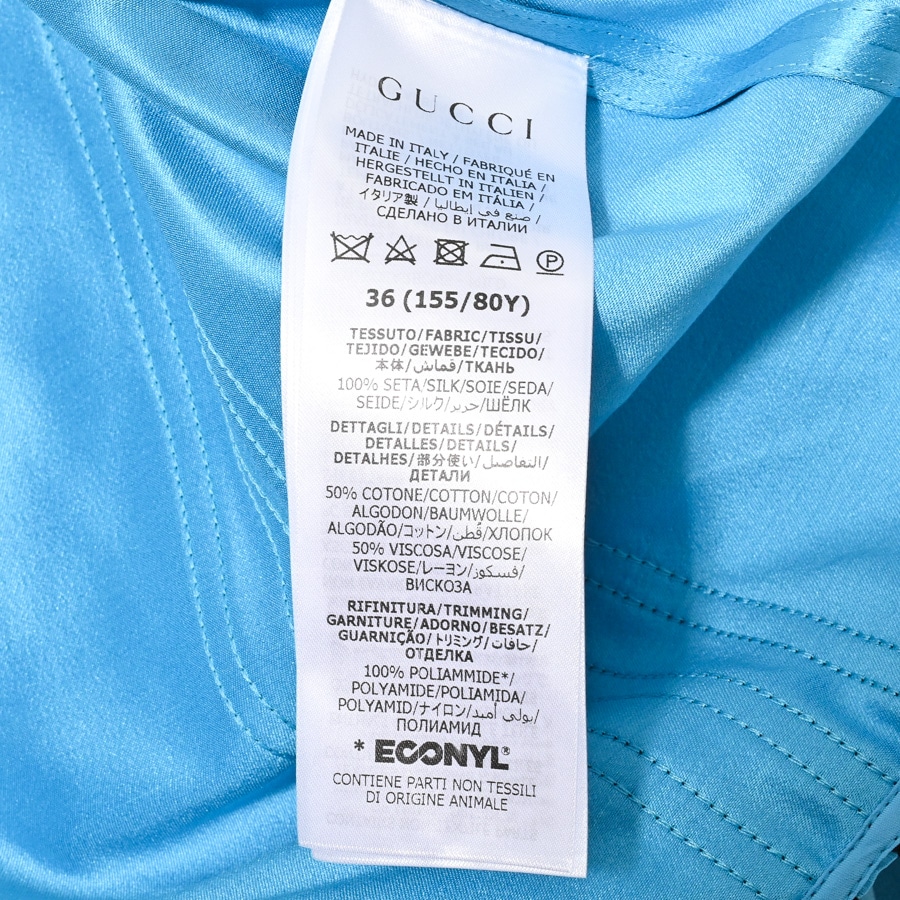 GUCCI
MADE IN ITALY / FABRIQUÉ EN
ITALIE / HECHO EN ITALIA /
HERGESTELLT IN ITALIEN /
FABRICADO EM ITÁLIA /
イタリア製 / صنع في إيطاليا /
СДЕЛАНО В ИТАЛИИ
P
36 (155/80Y)
TESSUTO/FABRIC/TISSU/
TEJIDO/GEWEBE/TECIDO/
本体/قماش/ТКАНЬ
100% SETA/SILK/SOIE/SEDA/
SEIDE/シルク/حرير/ШЁЛК
DETTAGLI/DETAILS/DÉTAILS/
DETALLES/DETAILS/
DETALHES/部分使い/التفاصيل/
ДЕТАЛИ
50% COTONE/COTTON/COTON/
ALGODON/BAUMWOLLE/
ALGODÃO/コットン/قطن/ХЛОПОК
50% VISCOSA/VISCOSE/
VISKOSE/レーヨン/فسكوز/
ВИСКОЗА
RIFINITURA/TRIMMING/
GARNITURE/ADORNO/BESATZ/
GUARNIÇÃO/トリミング/حافات/
ОТДЕЛКА
100% POLIAMMIDE*/
POLYAMIDE/POLIAMIDA/
POLYAMID/ナイロン/بولي أميد/
ПОЛИАМИД
* ECONYL®
CONTIENE PARTI NON TESSILI
DI ORIGINE ANIMALE